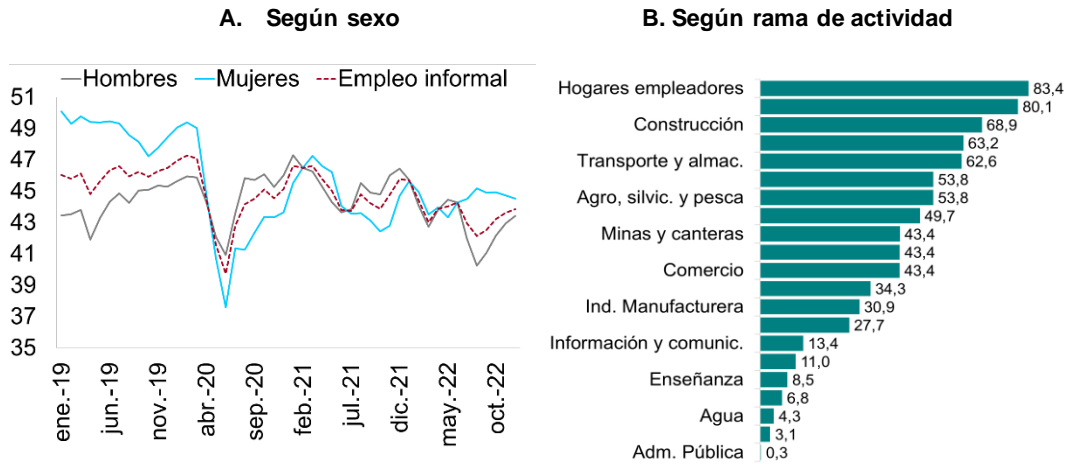 A. Según sexo
Hombres Mujeres Empleo informal
51
49
47
45
43
41
39
37
35
ene.-19
jun.-19
nov.-19
abr.-20
sep.-20
feb.-21
jul.-21
dic.-21
may.-22
oct.-22
B. Según rama de actividad
Hogares empleadores 83,4
80,1
Construcción 68,9
63,2
Transporte y almac. 62,6
53,8
Agro, silvic. y pesca 53,8
49,7
Minas y canteras 43,4
43,4
Comercio 43,4
34,3
Ind. Manufacturera 30,9
27,7
Información y comunic. 13,4
11,0
Enseñanza 8,5
6,8
Agua 4,3
3,1
Adm. Pública 0,3